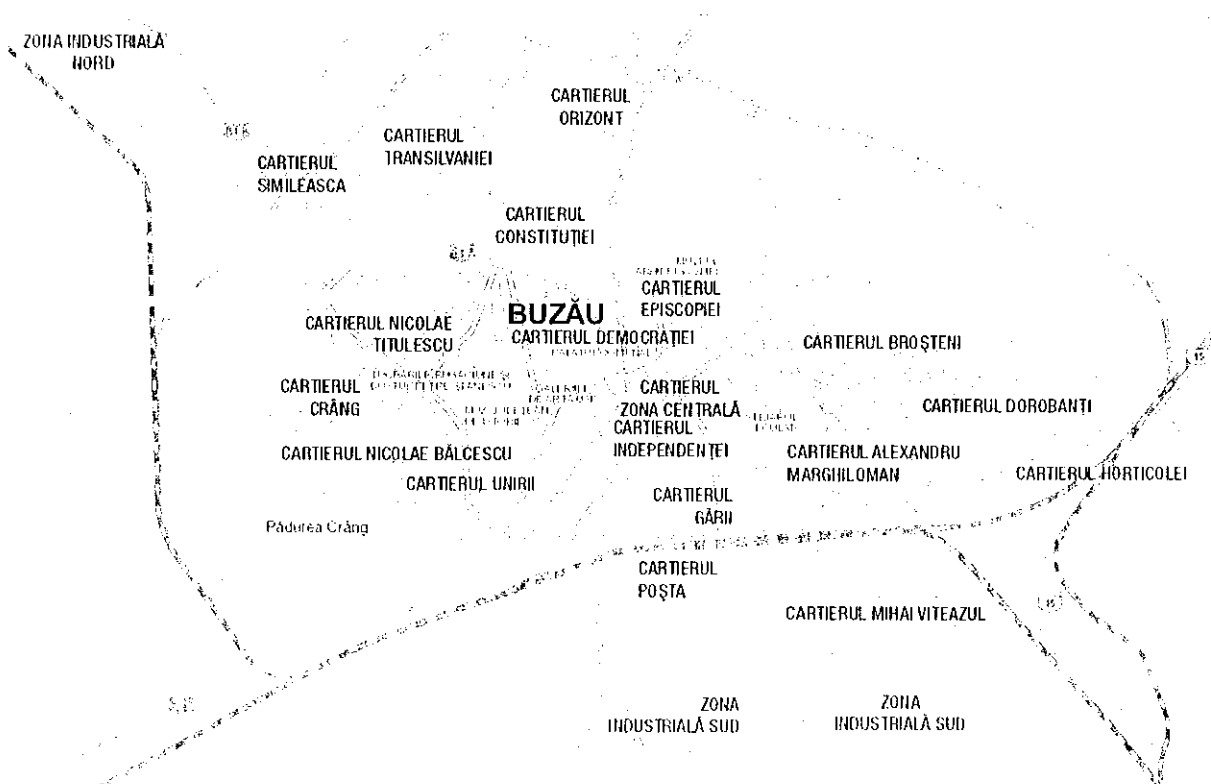 ZONA INDUSTRIALĂ
NORD
CARTIERUL
ORIZONT
CARTIERUL
TRANSILVANIEI
CARTIERUL
SIMILEASCA
CARTIERUL
CONSTITUȚIEI
CARTIERUL
EPISCOPIEI
BUZĂU
CARTIERUL DEMOCRAȚIEI
CARTIERUL NICOLAE
TITULESCU
CARTIERUL BROȘTENI
CARTIERUL
CRÂNG
CARTIERUL
ZONA CENTRALĂ
CARTIERUL DOROBANȚI
CARTIERUL
INDEPENDENȚEI
CARTIERUL NICOLAE BĂLCESCU
CARTIERUL ALEXANDRU
MARGHILOMAN
CARTIERUL HORTICOLEI
CARTIERUL UNIRII
CARTIERUL
GĂRII
Pădurea Crâng
CARTIERUL
POȘTA
CARTIERUL MIHAI VITEAZUL
ZONA
INDUSTRIALĂ SUD
ZONA
INDUSTRIALĂ SUD